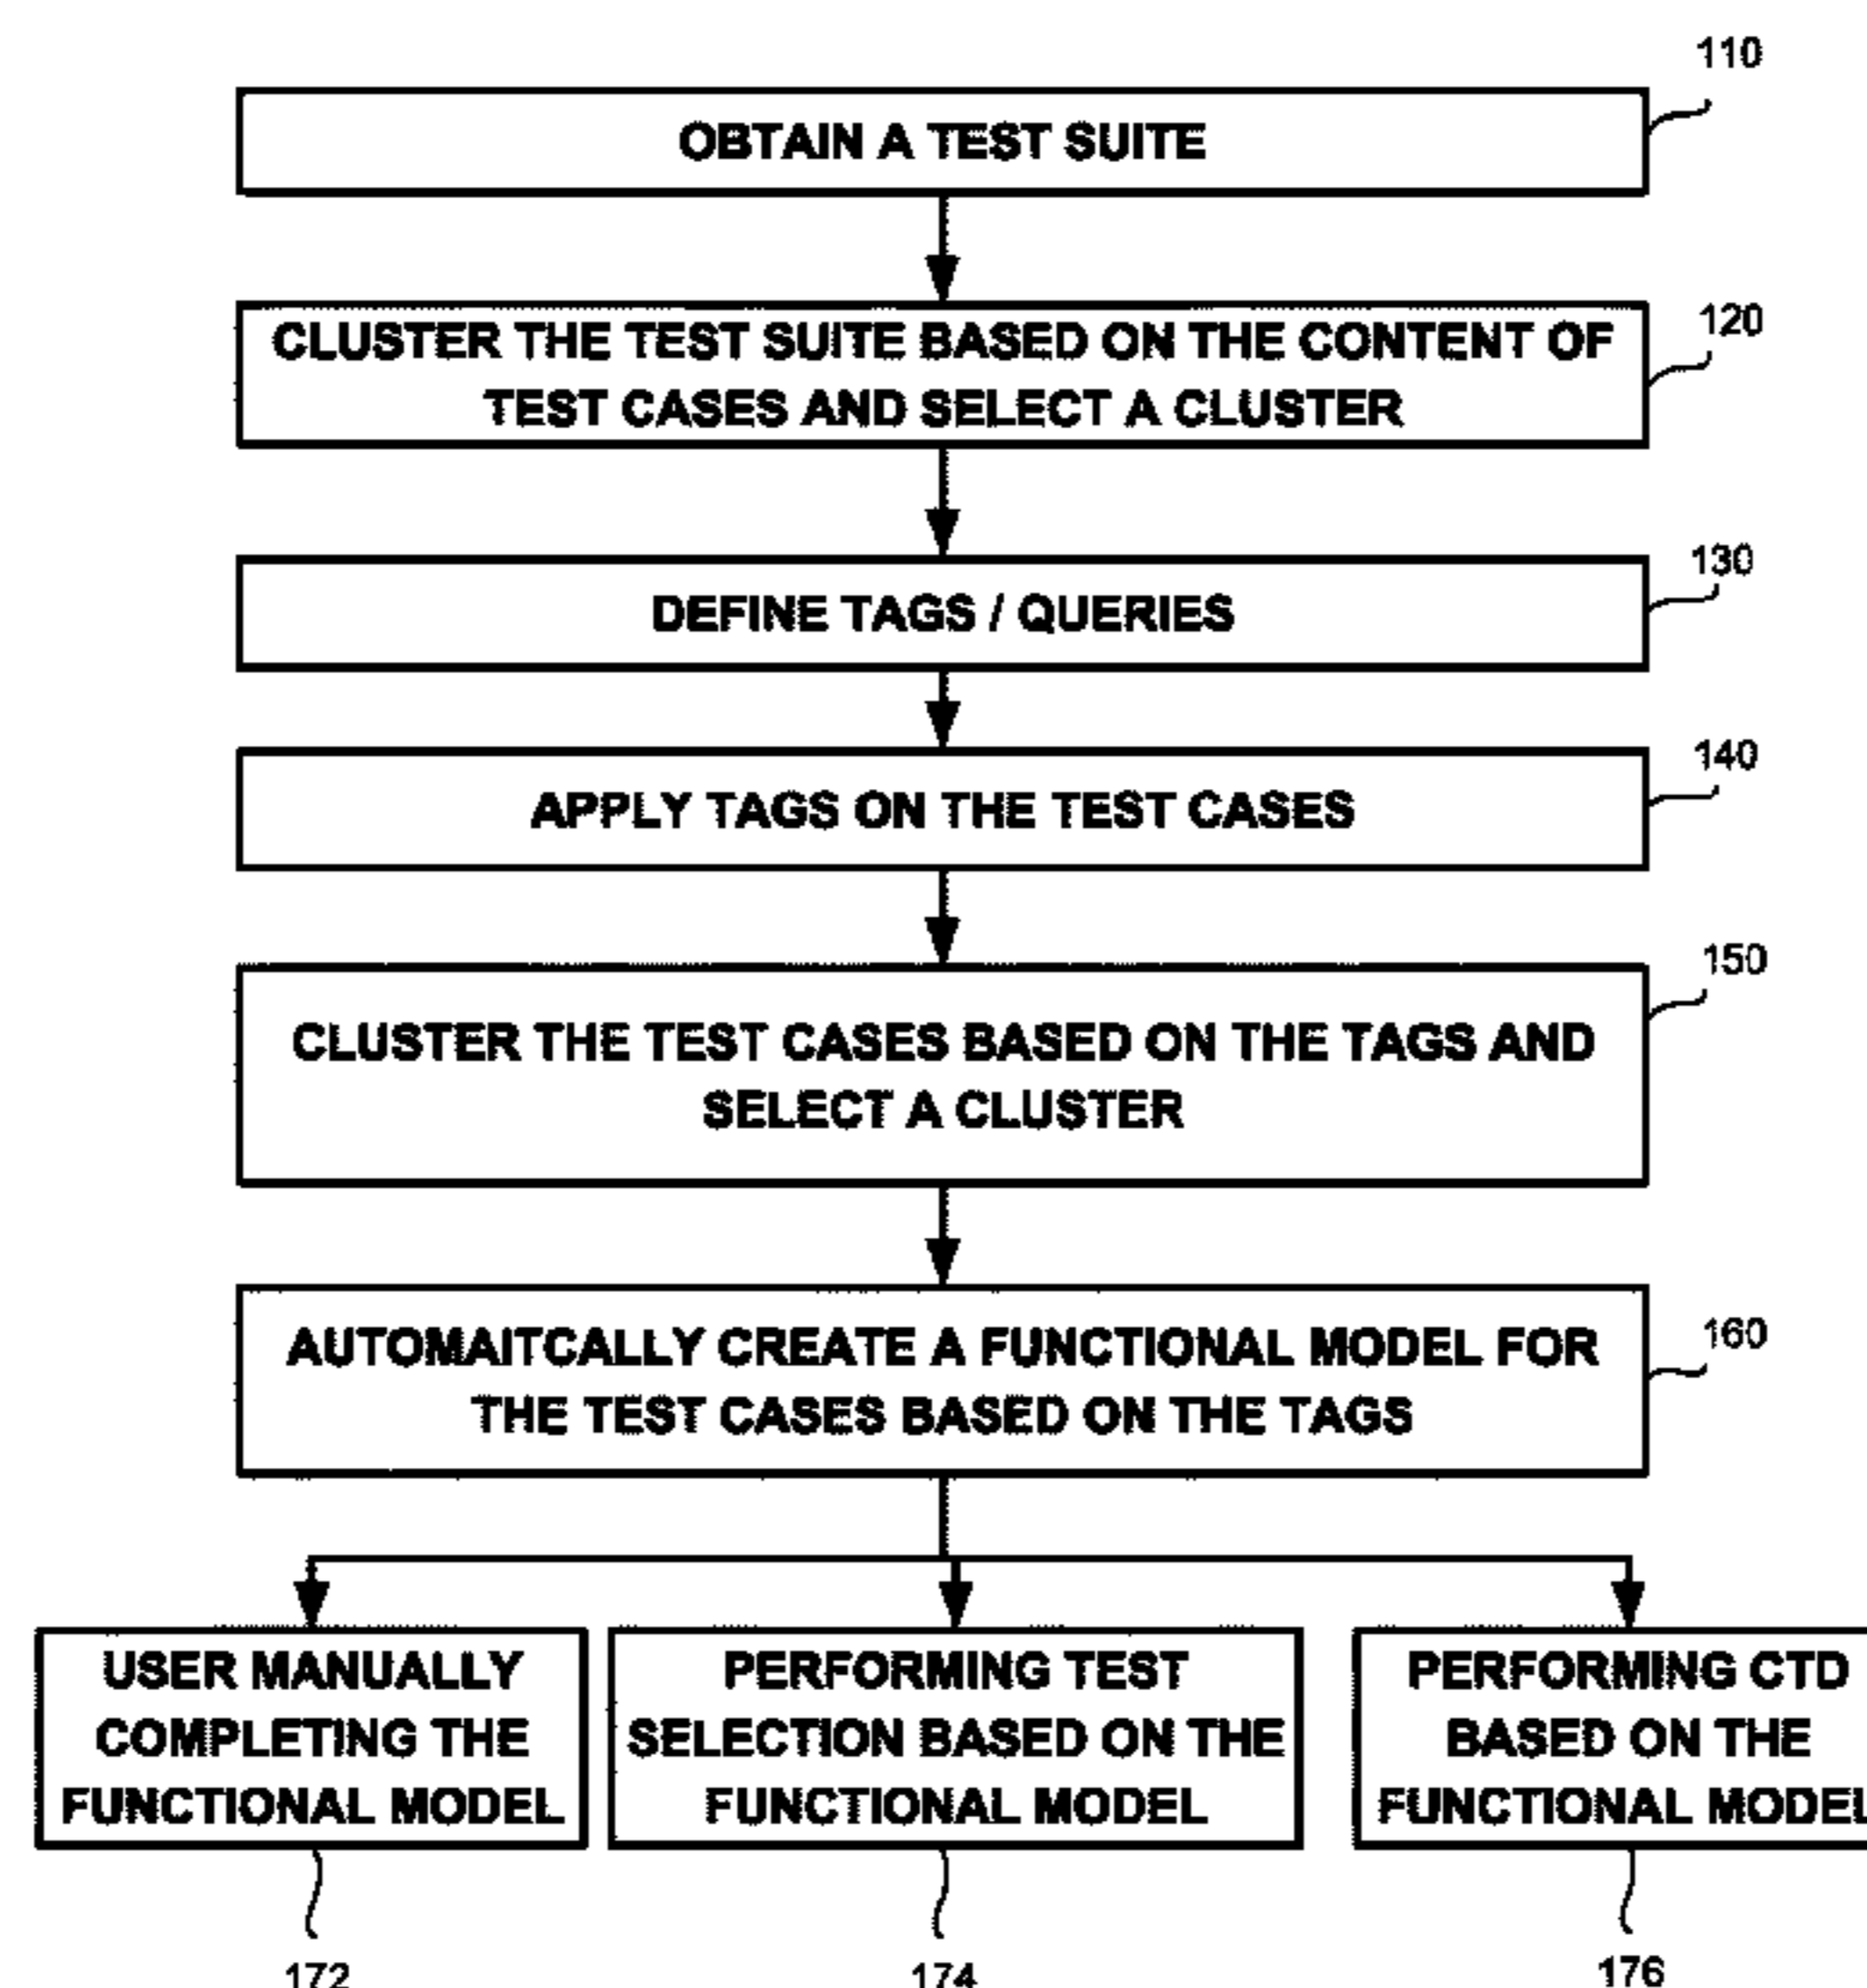 110
OBTAIN A TEST SUITE
120
CLUSTER THE TEST SUITE BASED ON THE CONTENT OF
TEST CASES AND SELECT A CLUSTER
130
DEFINE TAGS / QUERIES
140
APPLY TAGS ON THE TEST CASES
150
CLUSTER THE TEST CASES BASED ON THE TAGS AND
SELECT A CLUSTER
160
AUTOMAITCALLY CREATE A FUNCTIONAL MODEL FOR
THE TEST CASES BASED ON THE TAGS
USER MANUALLY
COMPLETING THE
FUNCTIONAL MODEL
PERFORMING TEST
SELECTION BASED ON THE
FUNCTIONAL MODEL
PERFORMING CTD
BASED ON THE
FUNCTIONAL MODEL
172
174
176